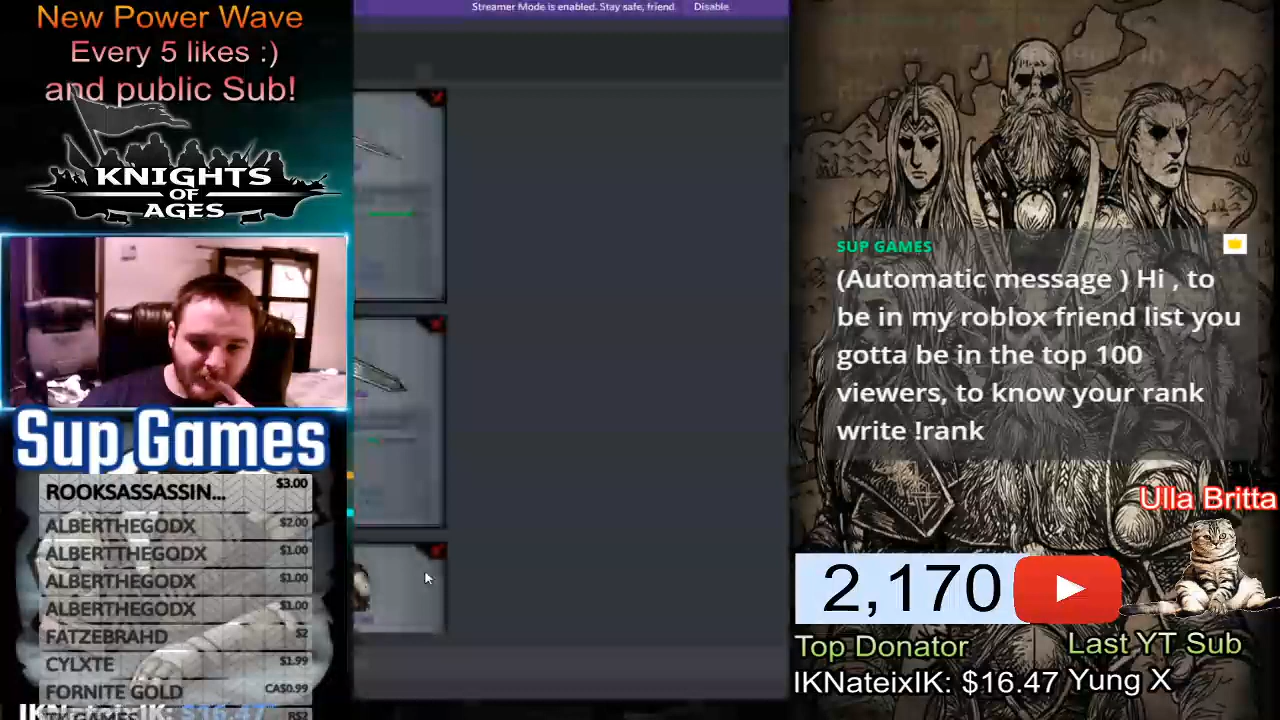 New Power Wave
Every 5 likes :)
and public Sub!
KNIGHTS
OF
AGES
Sup Games
ROOKSASSASSIN... $3.00
ALBERTHEGODX $2.00
ALBERTTHEGODX $1.00
ALBERTHEGODX $1.00
ALBERTHEGODX $1.00
FATZEBRAHD $2
CYLXTE $1.99
FORNITE GOLD CA$0.99
IKNateixIK: $16.47
Streamer Mode is enabled. Stay safe, friend. Disable
SUP GAMES
(Automatic message ) Hi , to
be in my roblox friend list you
gotta be in the top 100
viewers, to know your rank
write !rank
Ulla Britta
2,170
Top Donator
IKNateixIK: $16.47
Last YT Sub
Yung X